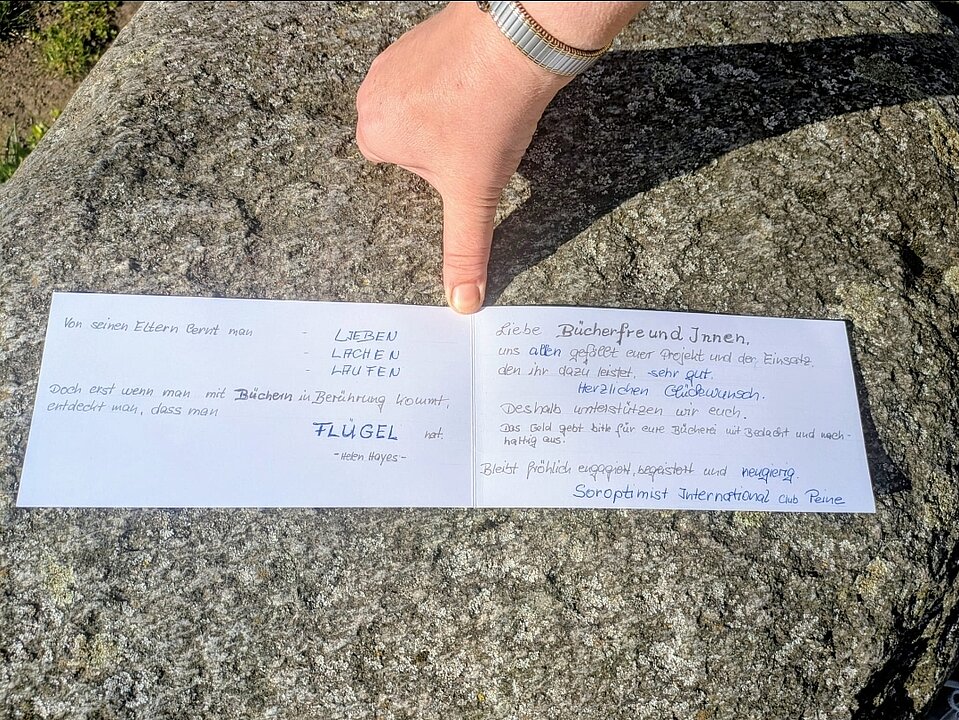 Von seinen Eltern lernt man - LIEBEN
- LACHEN
- LAUFEN
Doch erst wenn man mit Büchern in Berührung kommt,
entdeckt man, dass man
FLÜGEL hat.
-Helen Hayes-
Liebe Bücherfreund Innen,
uns allen gefällt euer Projekt und der Einsatz,
den ihr dazu leistet, sehr gut.
Herzlichen Glückwunsch.
Deshalb unterstützen wir euch.
Das Geld gebt bitte für eure Bücherei mit Bedacht und nach-
haltig aus.
Bleibt fröhlich engagiert, begeistert und neugierig.
Soroptimist International Club Peine